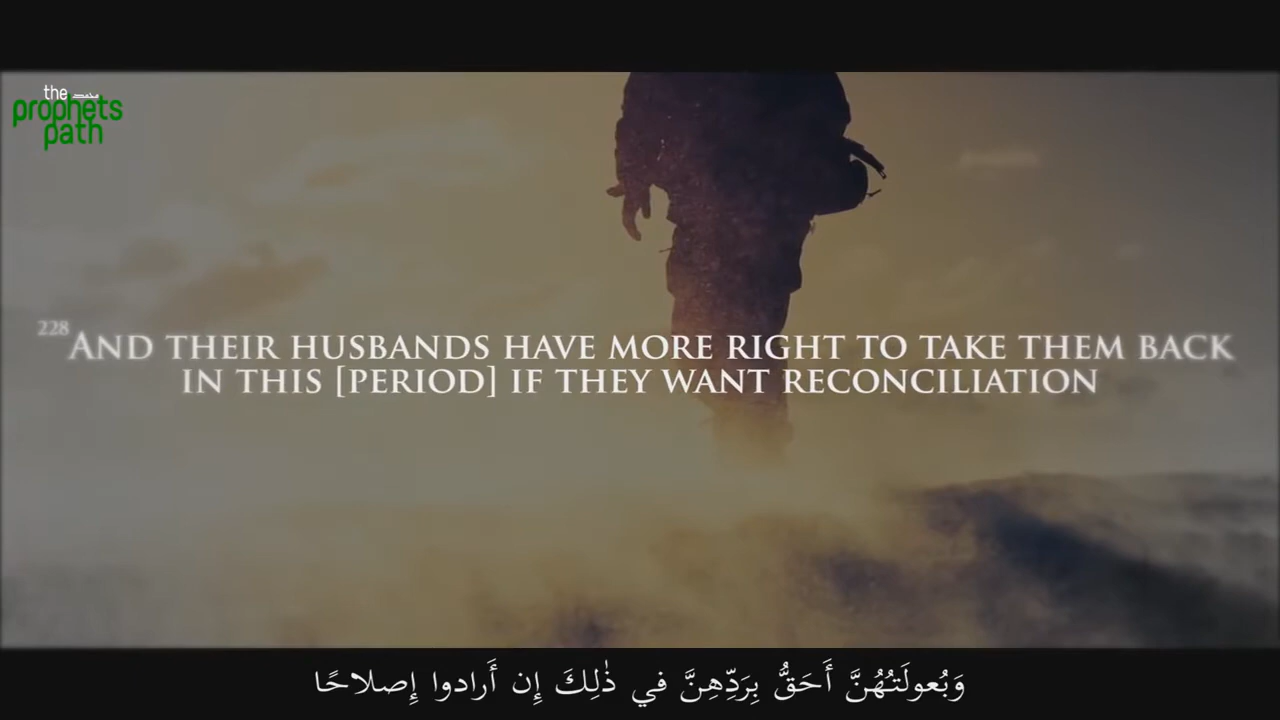 the
prophets
path
228 AND THEIR HUSBANDS HAVE MORE RIGHT TO TAKE THEM BACK
IN THIS [PERIOD] IF THEY WANT RECONCILIATION
وَبُعولَتُهُنَّ أَحَقُّ بِرَدِّهِنَّ في ذٰلِكَ إِن أَرادوا إِصلاحًا